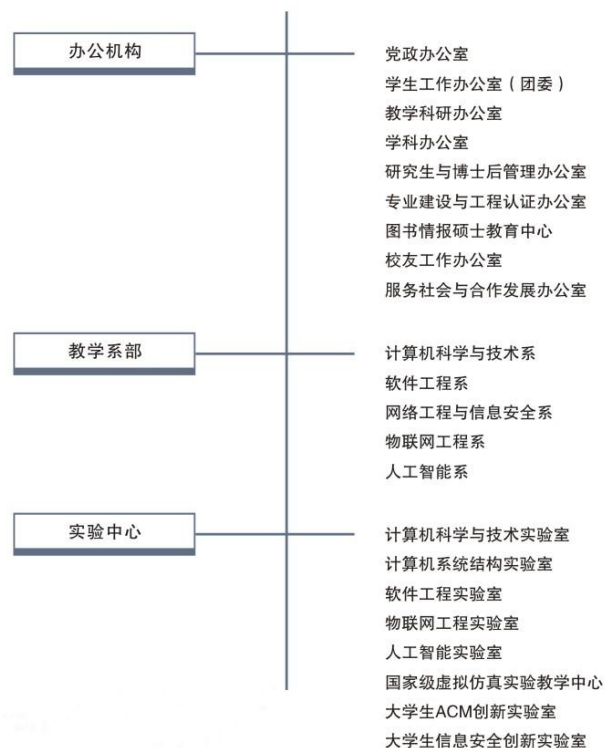 办公机构
党政办公室
学生工作办公室（团委）
教学科研办公室
学科办公室
研究生与博士后管理办公室
专业建设与工程认证办公室
图书情报硕士教育中心
校友工作办公室
服务社会与合作发展办公室
教学系部
计算机科学与技术系
软件工程系
网络工程与信息安全系
物联网工程系
人工智能系
实验中心
计算机科学与技术实验室
计算机系统结构实验室
软件工程实验室
物联网工程实验室
人工智能实验室
国家级虚拟仿真实验教学中心
大学生ACM创新实验室
大学生信息安全创新实验室